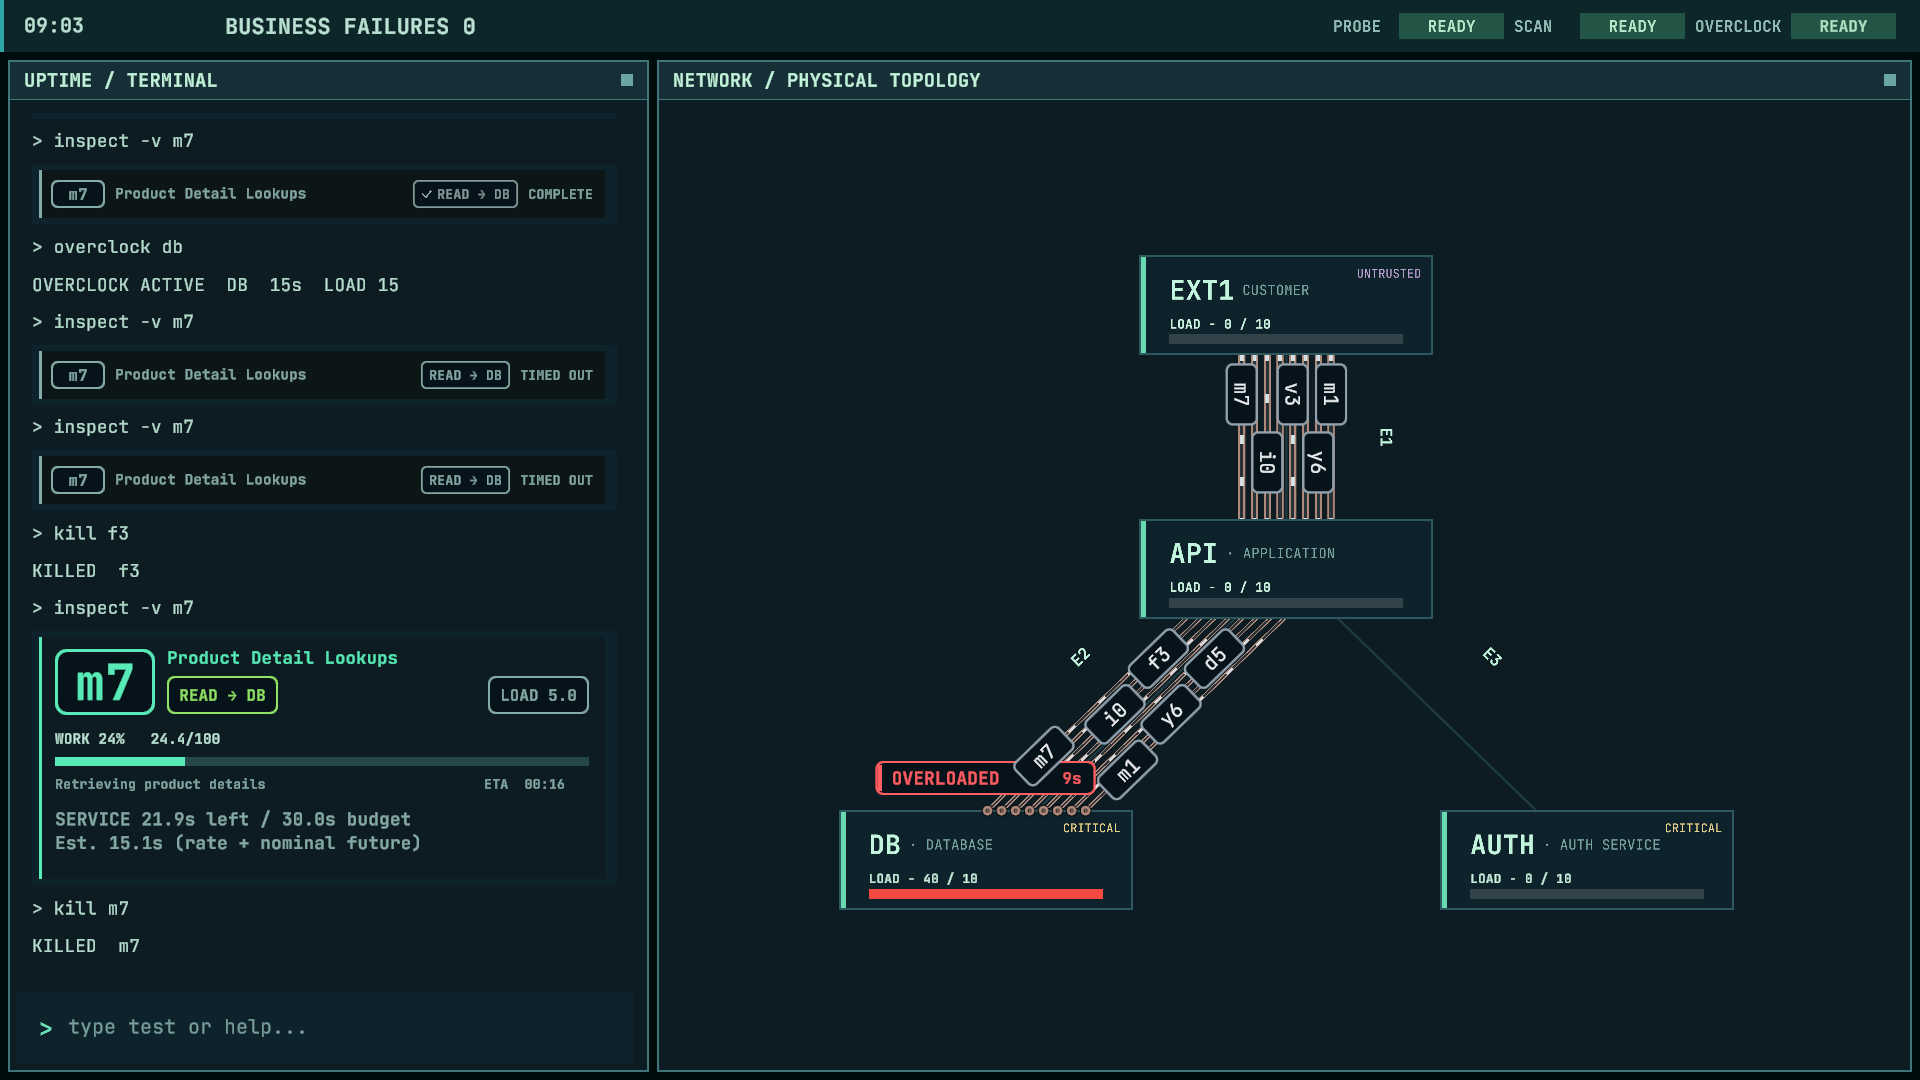 09:03
BUSINESS FAILURES 0
PROBE READY SCAN READY OVERCLOCK READY
UPTIME / TERMINAL
> inspect -v m7
m7 Product Detail Lookups ✓ READ → DB COMPLETE
> overclock db
OVERCLOCK ACTIVE DB 15s LOAD 15
> inspect -v m7
m7 Product Detail Lookups READ → DB TIMED OUT
> inspect -v m7
m7 Product Detail Lookups READ → DB TIMED OUT
> kill f3
KILLED f3
> inspect -v m7
m7 Product Detail Lookups
READ → DB LOAD 5.0
WORK 24% 24.4/100
Retrieving product details ETA 00:16
SERVICE 21.9s left / 30.0s budget
Est. 15.1s (rate + nominal future)
> kill m7
KILLED m7
> type test or help...
NETWORK / PHYSICAL TOPOLOGY
UNTRUSTED
EXT1 CUSTOMER
LOAD - 0 / 10
m7 v3 m1
E1
i0 y6
API · APPLICATION
LOAD - 0 / 10
E2
f3 d5
E3
i0 y6
m7 m1
OVERLOADED 9s
CRITICAL
DB · DATABASE
LOAD - 40 / 10
CRITICAL
AUTH · AUTH SERVICE
LOAD - 0 / 10